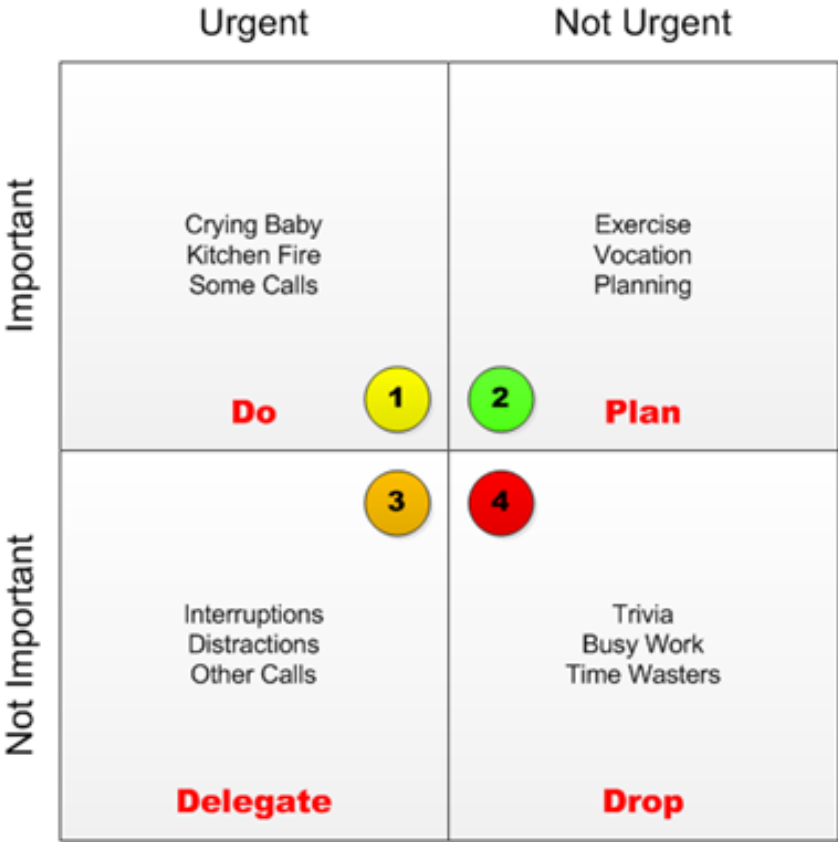 Urgent
Not Urgent
Important
Crying Baby
Kitchen Fire
Some Calls
Do
1
Exercise
Vocation
Planning
2
Plan
Not Important
3
Interruptions
Distractions
Other Calls
Delegate
4
Trivia
Busy Work
Time Wasters
Drop